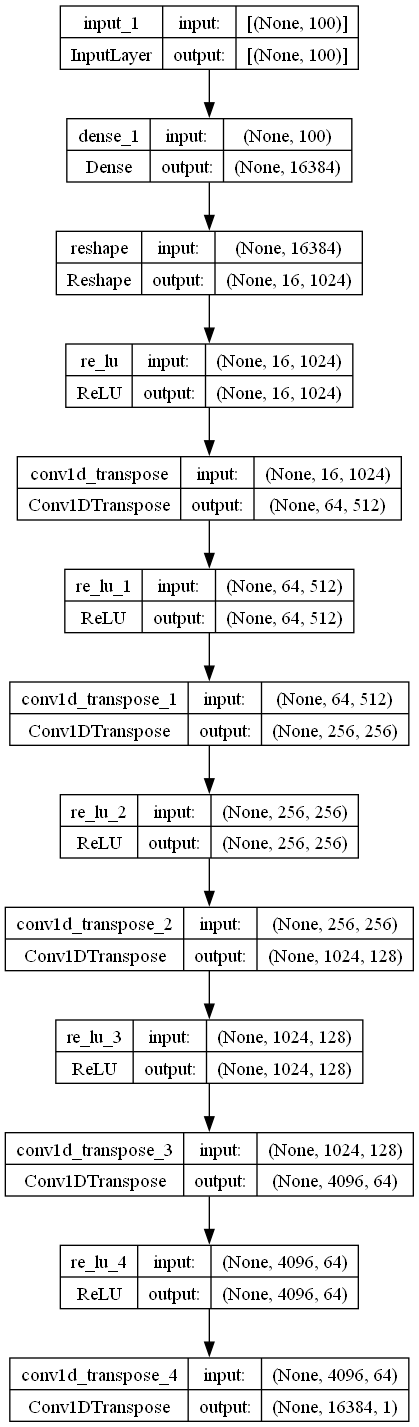 input_1 input: [(None, 100)]
InputLayer output: [(None, 100)]
dense_1 input: (None, 100)
Dense output: (None, 16384)
reshape input: (None, 16384)
Reshape output: (None, 16, 1024)
re_lu input: (None, 16, 1024)
ReLU output: (None, 16, 1024)
conv1d_transpose input: (None, 16, 1024)
Conv1DTranspose output: (None, 64, 512)
re_lu_1 input: (None, 64, 512)
ReLU output: (None, 64, 512)
conv1d_transpose_1 input: (None, 64, 512)
Conv1DTranspose output: (None, 256, 256)
re_lu_2 input: (None, 256, 256)
ReLU output: (None, 256, 256)
conv1d_transpose_2 input: (None, 256, 256)
Conv1DTranspose output: (None, 1024, 128)
re_lu_3 input: (None, 1024, 128)
ReLU output: (None, 1024, 128)
conv1d_transpose_3 input: (None, 1024, 128)
Conv1DTranspose output: (None, 4096, 64)
re_lu_4 input: (None, 4096, 64)
ReLU output: (None, 4096, 64)
conv1d_transpose_4 input: (None, 4096, 64)
Conv1DTranspose output: (None, 16384, 1)